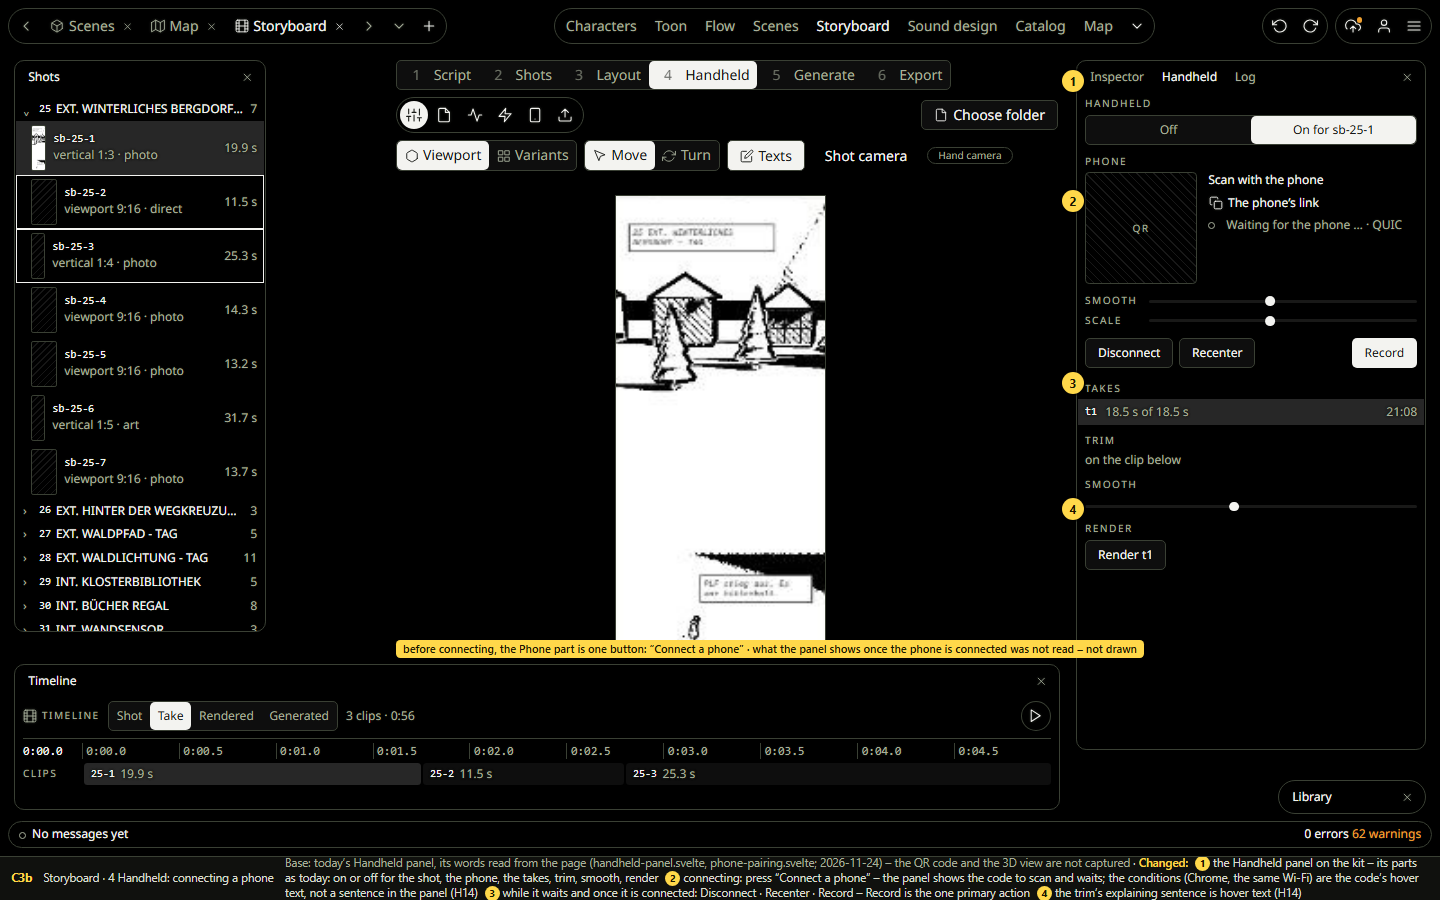 Scenes × Map × Storyboard ×
Characters Toon Flow Scenes Storyboard Sound design Catalog Map
Shots ×
25 EXT. WINTERLICHES BERGDORF... 7
sb-25-1
vertical 1:3 · photo 19.9 s
sb-25-2
viewport 9:16 · direct 11.5 s
sb-25-3
vertical 1:4 · photo 25.3 s
sb-25-4
viewport 9:16 · photo 14.3 s
sb-25-5
viewport 9:16 · photo 13.2 s
sb-25-6
vertical 1:5 · art 31.7 s
sb-25-7
viewport 9:16 · photo 13.7 s
26 EXT. HINTER DER WEGKREUZU... 3
27 EXT. WALDPFAD - TAG 5
28 EXT. WALDLICHTUNG - TAG 11
29 INT. KLOSTERBIBLIOTHEK 5
30 INT. BÜCHER REGAL 8
31 INT. WANDSENSOR 3
1 Script 2 Shots 3 Layout 4 Handheld 5 Generate 6 Export
Choose folder
Viewport Variants Move Turn Texts Shot camera Hand camera
25 EXT. WINTERLICHES
BERGDORF - TAG
before connecting, the Phone part is one button: “Connect a phone” · what the panel shows once the phone is connected was not read – not drawn
1 Inspector Handheld Log ×
HANDHELD
Off On for sb-25-1
PHONE
2 QR
Scan with the phone
The phone's link
Waiting for the phone ... · QUIC
SMOOTH
SCALE
Disconnect Recenter Record
3 TAKES
t1 18.5 s of 18.5 s 21:08
TRIM
on the clip below
SMOOTH
4
RENDER
Render t1
Timeline ×
TIMELINE Shot Take Rendered Generated 3 clips · 0:56
0:00.0 0:00.0 0:00.5 0:01.0 0:01.5 0:02.0 0:02.5 0:03.0 0:03.5 0:04.0 0:04.5
CLIPS 25-1 19.9 s 25-2 11.5 s 25-3 25.3 s
Library ×
No messages yet 0 errors 62 warnings
C3b Storyboard · 4 Handheld: connecting a phone
Base: today's Handheld panel, its words read from the page (handheld-panel.svelte, phone-pairing.svelte; 2026-11-24) – the QR code and the 3D view are not captured · Changed: 1 the Handheld panel on the kit – its parts
as today: on or off for the shot, the phone, the takes, trim, smooth, render 2 connecting: press “Connect a phone” – the panel shows the code to scan and waits; the conditions (Chrome, the same Wi-Fi) are the code's hover
text, not a sentence in the panel (H14) 3 while it waits and once it is connected: Disconnect · Recenter · Record – Record is the one primary action 4 the trim's explaining sentence is hover text (H14)